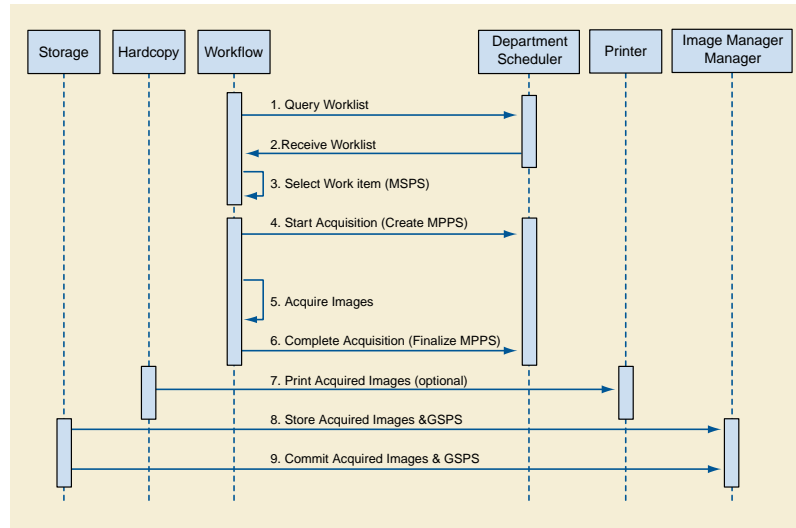 Storage
Hardcopy
Workflow
Department
Scheduler
Printer
Image Manager
Manager
1. Query Worklist
2.Receive Worklist
3. Select Work item (MSPS)
4. Start Acquisition (Create MPPS)
5. Acquire Images
6. Complete Acquisition (Finalize MPPS)
7. Print Acquired Images (optional)
8. Store Acquired Images &GSPS
9. Commit Acquired Images & GSPS